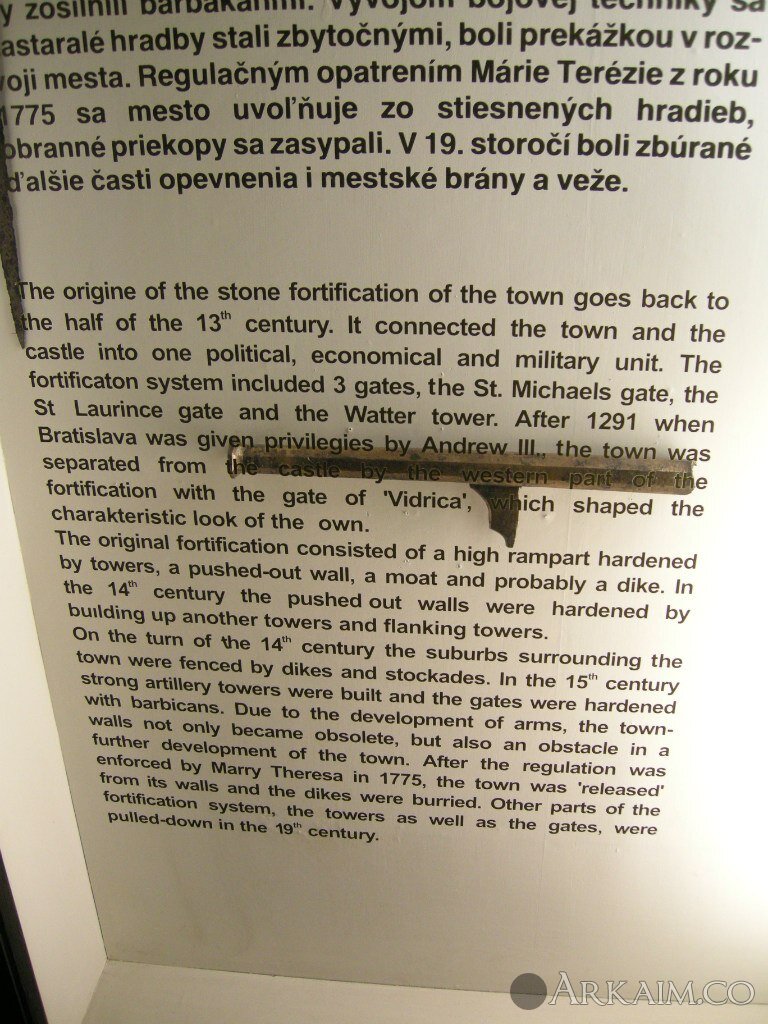 y zosilnili barbakanmi. Vývojom bojovej techniky sa
astaralé hradby stali zbytočnými, boli prekážkou v roz-
voji mesta. Regulačným opatrením Márie Terézie z roku
1775 sa mesto uvoľňuje zo stiesnených hradieb,
obranné priekopy sa zasypali. V 19. storočí boli zbúrané
ďalšie časti opevnenia i mestské brány a veže.
The origine of the stone fortification of the town goes back to
the half of the 13th century. It connected the town and the
castle into one political, economical and military unit. The
fortificaton system included 3 gates, the St. Michaels gate, the
St Laurince gate and the Watter tower. After 1291 when
Bratislava was given privilegies by Andrew III., the town was
separated from the castle by the western part of the
fortification with the gate of 'Vidrica', which shaped the
charakteristic look of the own.
The original fortification consisted of a high rampart hardened
by towers, a pushed-out wall, a moat and probably a dike. In
the 14th century the pushed out walls were hardened by
building up another towers and flanking towers.
On the turn of the 14th century the suburbs surrounding the
town were fenced by dikes and stockades. In the 15th century
strong artillery towers were built and the gates were hardened
with barbicans. Due to the development of arms, the town-
walls not only became obsolete, but also an obstacle in a
further development of the town. After the regulation was
enforced by Marry Theresa in 1775, the town was 'released'
from its walls and the dikes were burried. Other parts of the
fortification system, the towers as well as the gates, were
pulled-down in the 19th century.
ARKAIM.CO